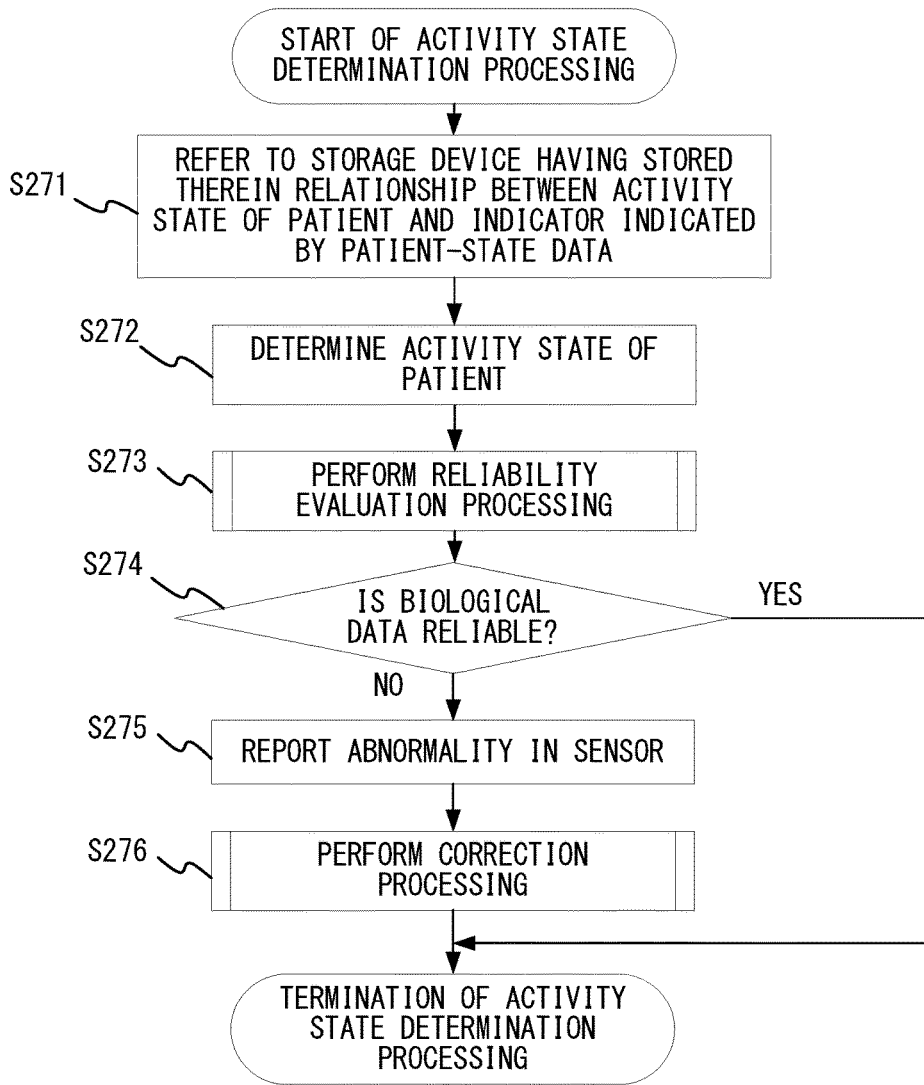 START OF ACTIVITY STATE
DETERMINATION PROCESSING
S271
REFER TO STORAGE DEVICE HAVING STORED
THEREIN RELATIONSHIP BETWEEN ACTIVITY
STATE OF PATIENT AND INDICATOR INDICATED
BY PATIENT-STATE DATA
S272
DETERMINE ACTIVITY STATE OF
PATIENT
S273
PERFORM RELIABILITY
EVALUATION PROCESSING
S274
IS BIOLOGICAL
DATA RELIABLE?
YES
NO
S275
REPORT ABNORMALITY IN SENSOR
S276
PERFORM CORRECTION
PROCESSING
TERMINATION OF ACTIVITY
STATE DETERMINATION
PROCESSING